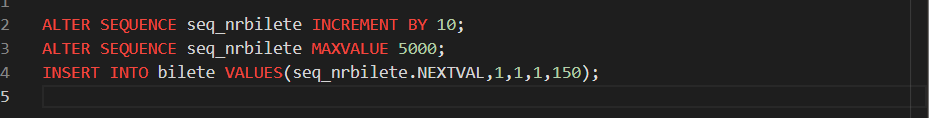 1
2 ALTER SEQUENCE seq_nrbilete INCREMENT BY 10;
3 ALTER SEQUENCE seq_nrbilete MAXVALUE 5000;
4 INSERT INTO bilete VALUES(seq_nrbilete.NEXTVAL,1,1,1,150);
5